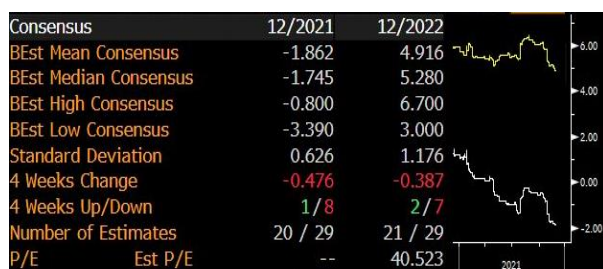 Consensus 12/2021 12/2022
BEst Mean Consensus -1.862 4.916
BEst Median Consensus -1.745 5.280
BEst High Consensus -0.800 6.700
BEst Low Consensus -3.390 3.000
Standard Deviation 0.626 1.176
4 Weeks Change -0.476 -0.387
4 Weeks Up/Down 1/8 2/7
Number of Estimates 20 / 29 21 / 29
P/E Est P/E -- 40.523
6.00
4.00
2.00
0.00
-2.00
2021